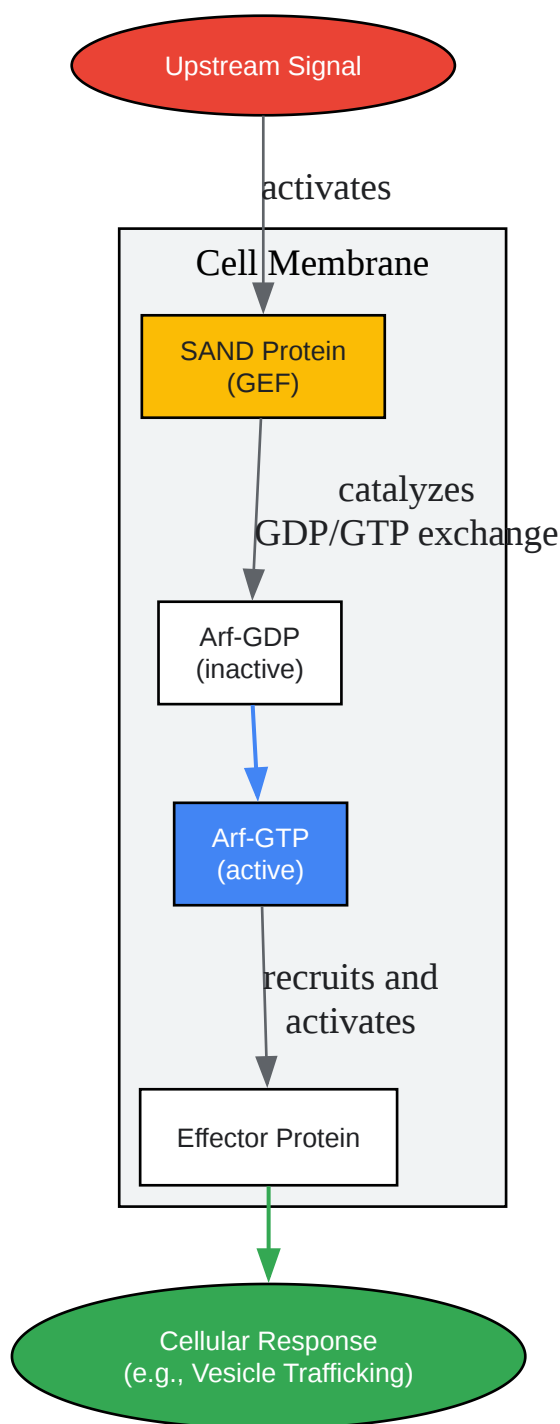 Upstream Signal
activates
Cell Membrane
SAND Protein
(GEF)
catalyzes
GDP/GTP exchange
Arf-GDP
(inactive)
Arf-GTP
(active)
recruits and
activates
Effector Protein
Cellular Response
(e.g., Vesicle Trafficking)